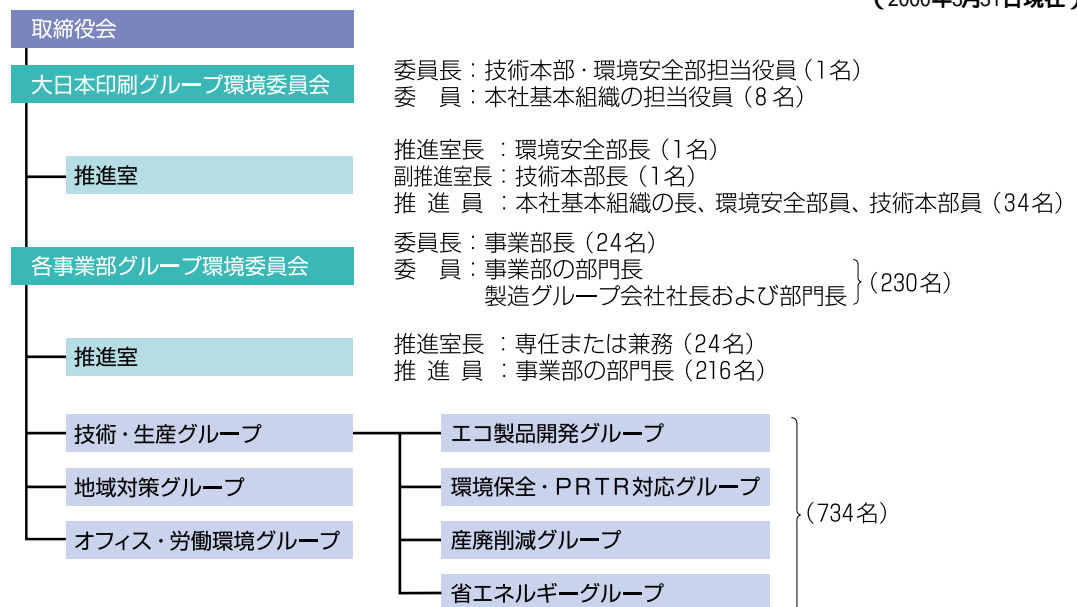 取締役会
大日本印刷グループ環境委員会
委員長：技術本部・環境安全部担当役員（1名）
委　員：本社基本組織の担当役員（8名）
推進室
推進室長 ：環境安全部長（1名）
副推進室長：技術本部長（1名）
推 進 員 ：本社基本組織の長、環境安全部員、技術本部員（34名）
各事業部グループ環境委員会
委員長：事業部長（24名）
委　員：事業部の部門長
製造グループ会社社長および部門長
（230名）
推進室
推進室長 ：専任または兼務（24名）
推 進 員 ：事業部の部門長（216名）
技術・生産グループ
地域対策グループ
オフィス・労働環境グループ
エコ製品開発グループ
環境保全・ＰＲＴＲ対応グループ
産廃削減グループ
省エネルギーグループ
（734名）